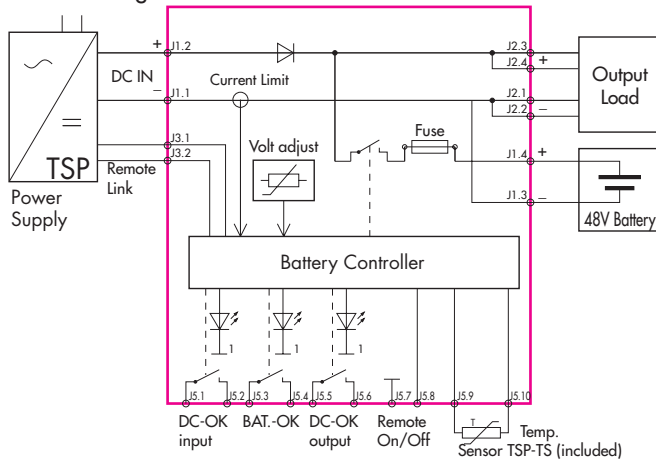 +
J1.2
J2.3
J2.4
+
DC IN
Current Limit
Output
Load
–
J1.1
J2.1
J2.2
–
Fuse
J3.1
J3.2
Volt adjust
TSP
Remote
Link
J1.4
+
Power
Supply
J1.3
–
48V Battery
Battery Controller
1
1
1
J5.1
J5.2
J5.3
J5.4
J5.5
J5.6
J5.7
J5.8
J5.9
J5.10
DC-OK
input
BAT.-OK
DC-OK
output
Remote
On/Off
T
Temp.
Sensor TSP-TS (included)